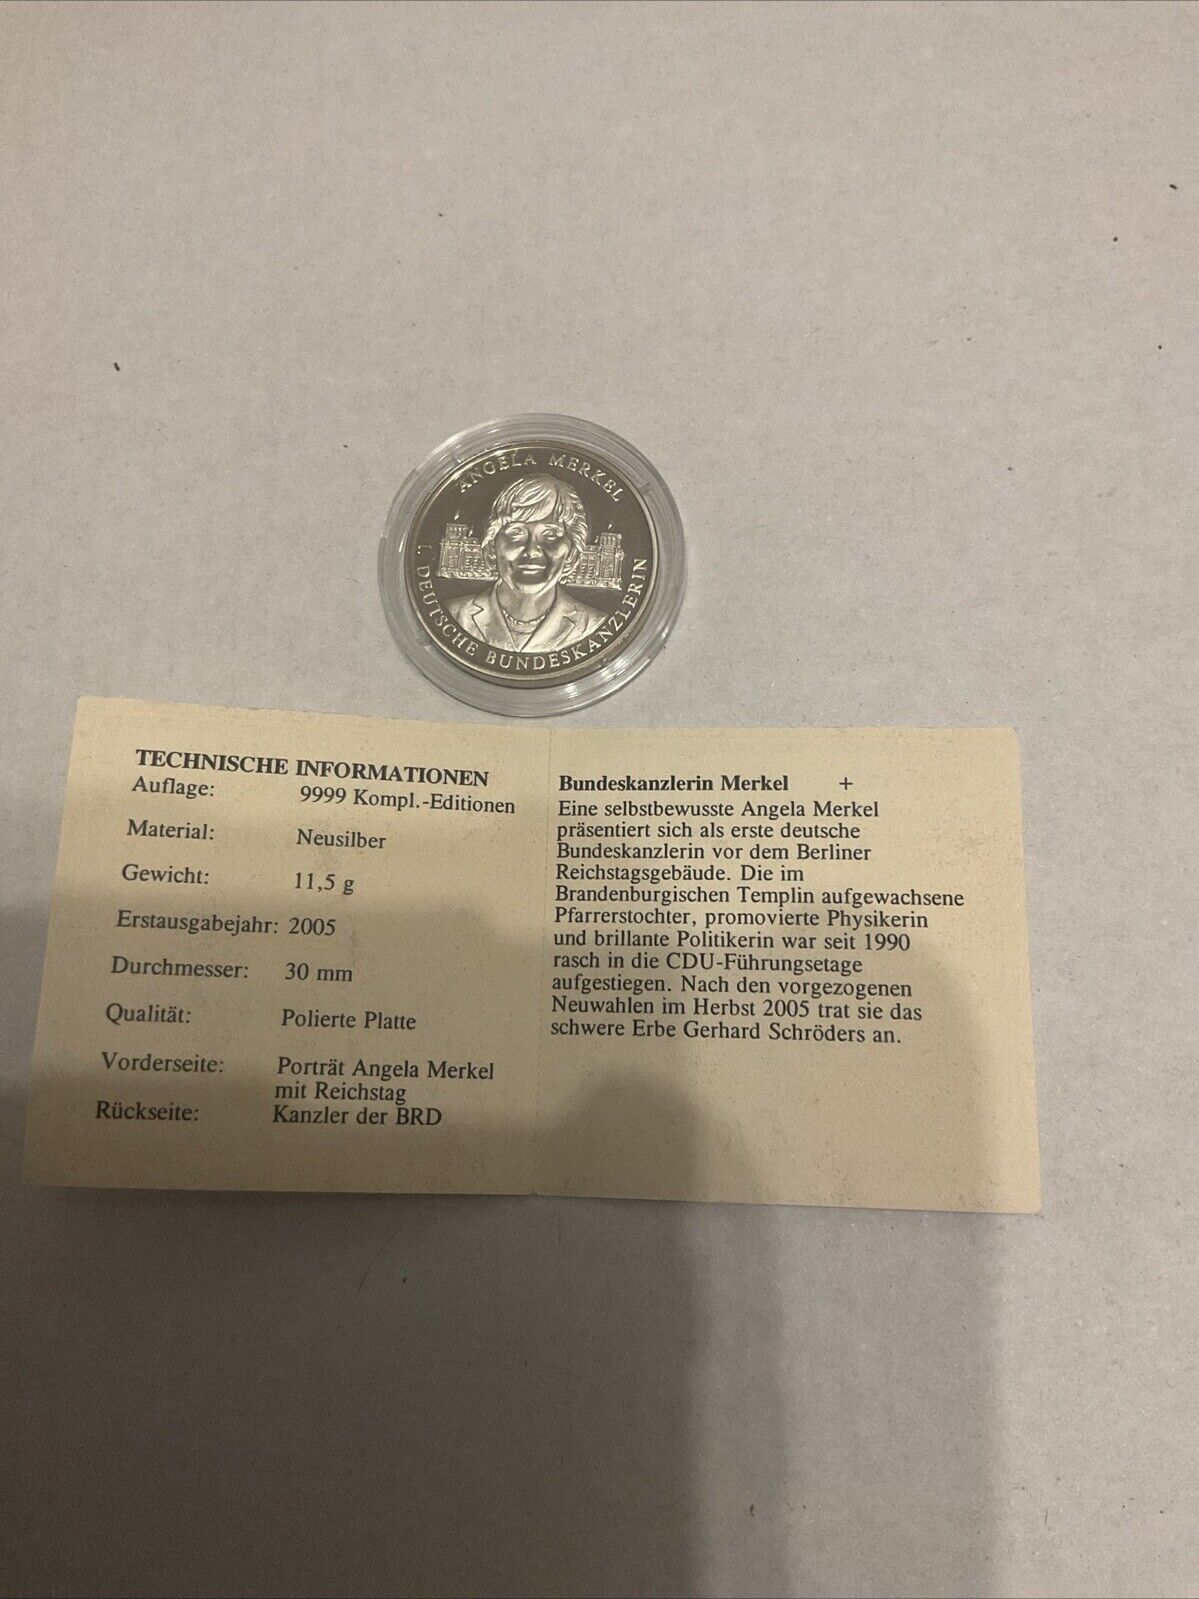 ANGELA MERKEL
1. DEUTSCHE BUNDESKANZLERIN
TECHNISCHE INFORMATIONEN
Auflage: 9999 Kompl.-Editionen
Material: Neusilber
Gewicht: 11,5 g
Erstausgabejahr: 2005
Durchmesser: 30 mm
Qualität: Polierte Platte
Vorderseite: Porträt Angela Merkel
mit Reichstag
Rückseite: Kanzler der BRD
Bundeskanzlerin Merkel +
Eine selbstbewusste Angela Merkel
präsentiert sich als erste deutsche
Bundeskanzlerin vor dem Berliner
Reichstagsgebäude. Die im
Brandenburgischen Templin aufgewachsene
Pfarrerstochter, promovierte Physikerin
und brillante Politikerin war seit 1990
rasch in die CDU-Führungsetage
aufgestiegen. Nach den vorgezogenen
Neuwahlen im Herbst 2005 trat sie das
schwere Erbe Gerhard Schröders an.